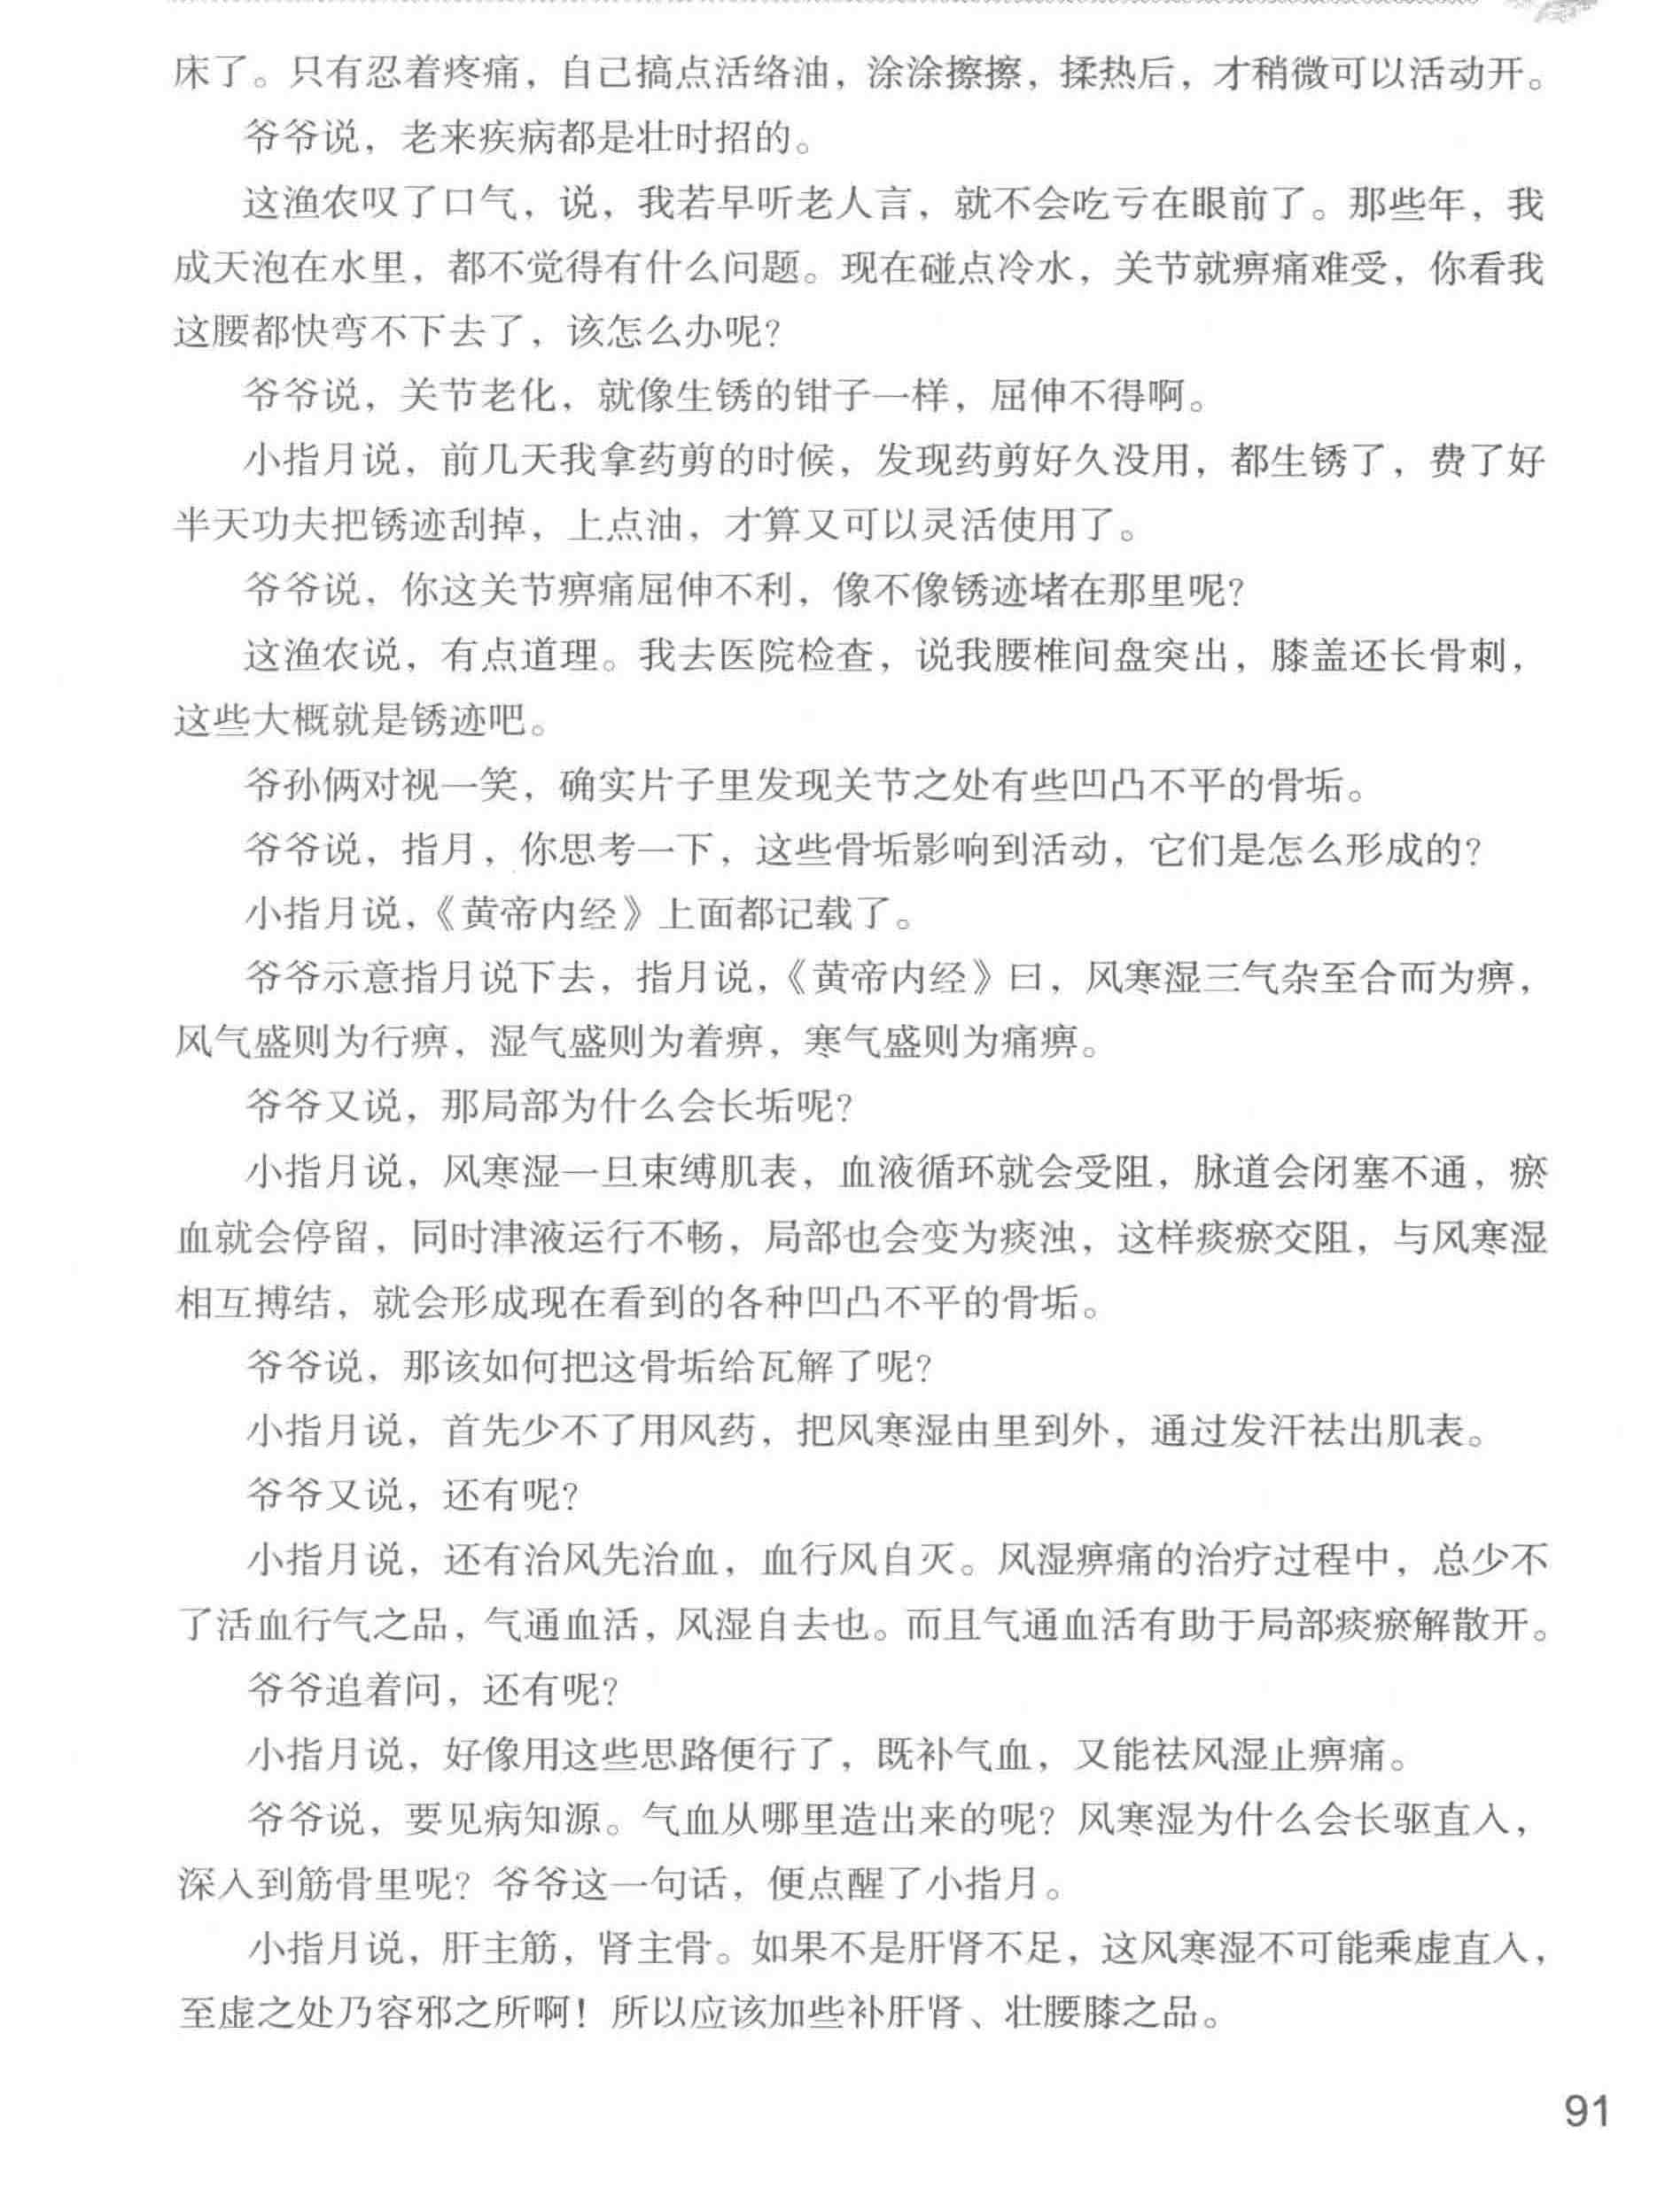 床了。只有忍着疼痛，自己搞点活络油，涂涂擦擦，揉热后，才稍微可以活动开。
爷爷说，老来疾病都是壮时招的。
这渔农叹了口气，说，我若早听老人言，就不会吃亏在眼前了。那些年，我
成天泡在水里，都不觉得有什么问题。现在碰点冷水，关节就痹痛难受，你看我
这腰都快弯不下去了，该怎么办呢？
爷爷说，关节老化，就像生锈的钳子一样，屈伸不得啊。
小指月说，前几天我拿药剪的时候，发现药剪好久没用，都生锈了，费了好
半天功夫把锈迹刮掉，上点油，才算又可以灵活使用了。
爷爷说，你这关节痹痛屈伸不利，像不像锈迹堵在那里呢？
这渔农说，有点道理。我去医院检查，说我腰椎间盘突出，膝盖还长骨刺，
这些大概就是锈迹吧。
爷孙俩对视一笑，确实片子里发现关节之处有些凹凸不平的骨垢。
爷爷说，指月，你思考一下，这些骨垢影响到活动，它们是怎么形成的？
小指月说，《黄帝内经》上面都记载了。
爷爷示意指月说下去，指月说，《黄帝内经》曰，风寒湿三气杂至合而为痹，
风气盛则为行痹，湿气盛则为着痹，寒气盛则为痛痹。
爷爷又说，那局部为什么会长垢呢？
小指月说，风寒湿一旦束缚肌表，血液循环就会受阻，脉道会闭塞不通，瘀
血就会停留，同时津液运行不畅，局部也会变为痰浊，这样痰瘀交阻，与风寒湿
相互搏结，就会形成现在看到的各种凹凸不平的骨垢。
爷爷说，那该如何把这骨垢给瓦解了呢？
小指月说，首先少不了用风药，把风寒湿由里到外，通过发汗祛出肌表。
爷爷又说，还有呢？
小指月说，还有治风先治血，血行风自灭。风湿痹痛的治疗过程中，总少不
了活血行气之品，气通血活，风湿自去也。而且气通血活有助于局部痰瘀解散开。
爷爷追着问，还有呢？
小指月说，好像用这些思路便行了，既补气血，又能祛风湿止痹痛。
爷爷说，要见病知源。气血从哪里造出来的呢？风寒湿为什么会长驱直入，
深入到筋骨里呢？爷爷这一句话，便点醒了小指月。
小指月说，肝主筋，肾主骨。如果不是肝肾不足，这风寒湿不可能乘虚直入，
至虚之处乃容邪之所啊！所以应该加些补肝肾、壮腰膝之品。
91